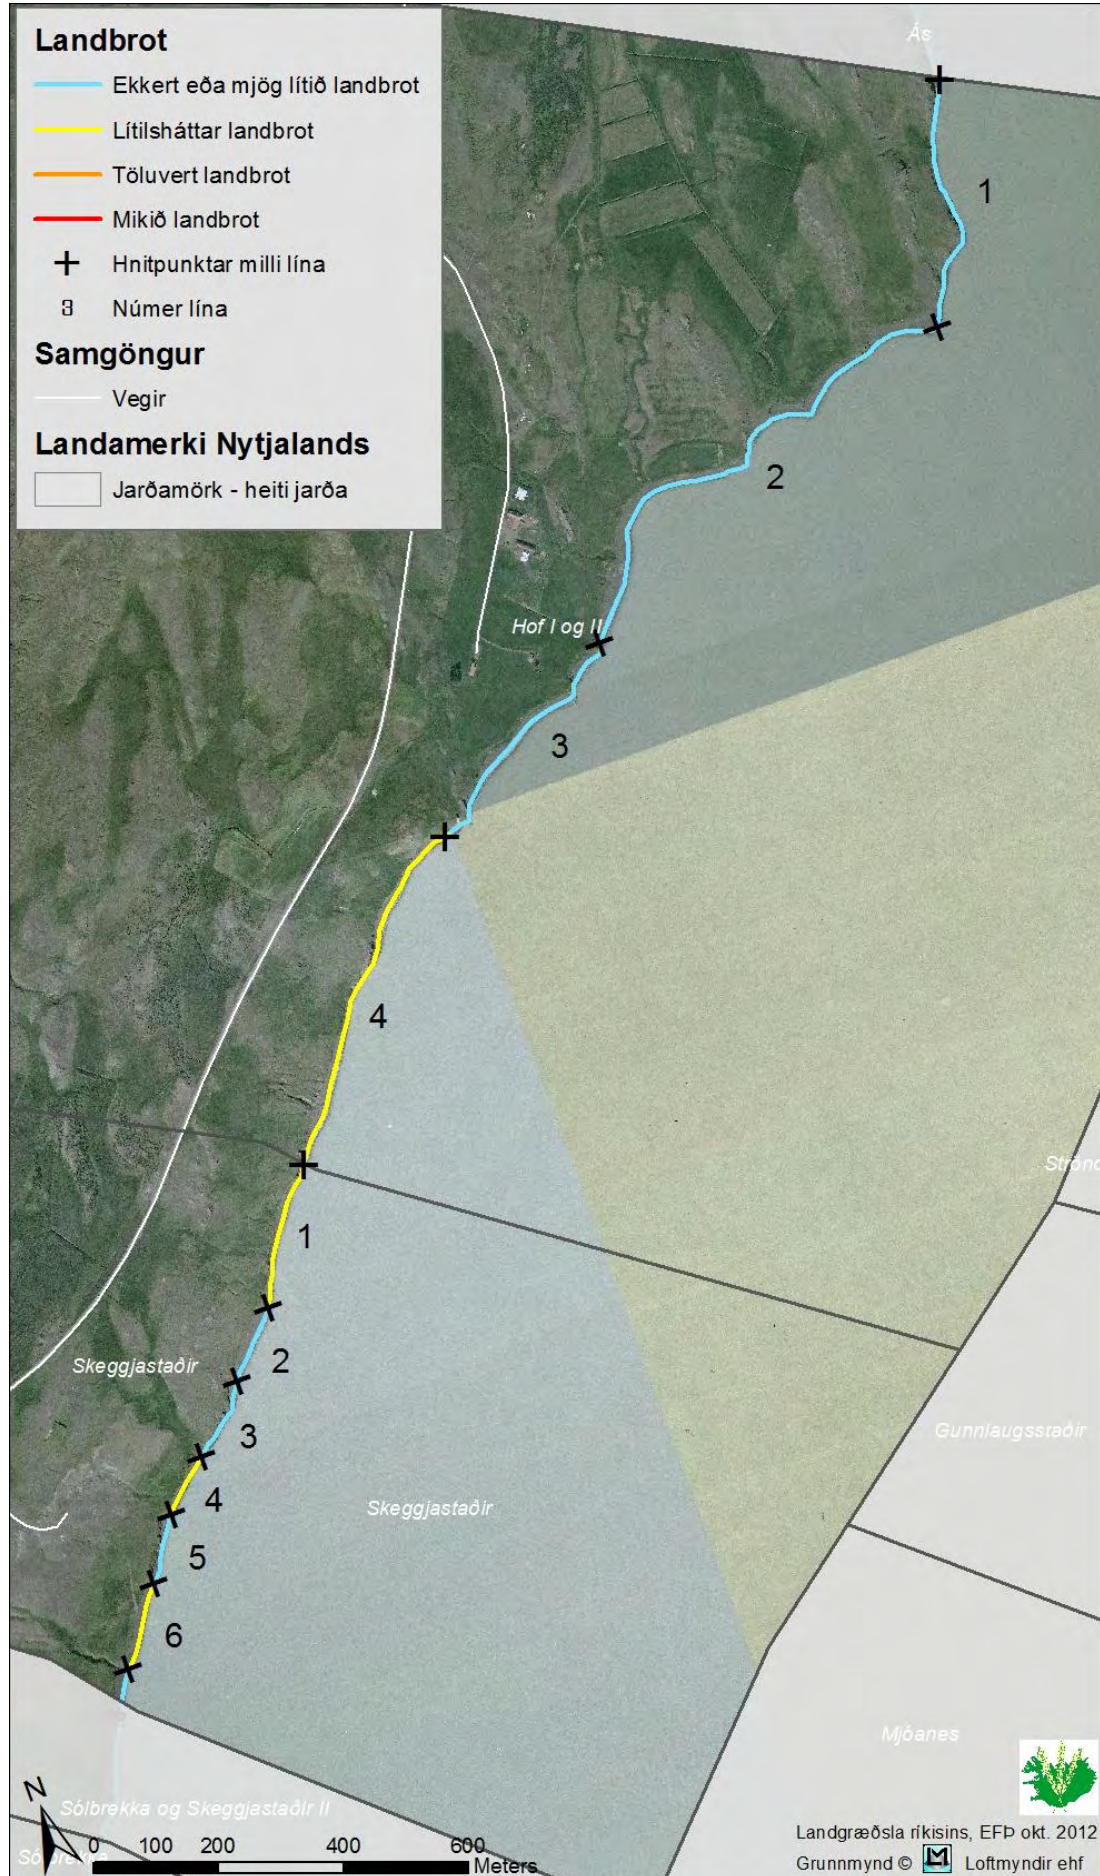 Landbrot
Ekkert eða mjög lítið landbrot
Lítilsháttar landbrot
Töluvert landbrot
Mikið landbrot
Hnitpunktar milli lína
3 Númer lína
Samgöngur
Vegir
Landamerki Nytjalands
Jarðamörk - heiti jarða
Ás
1
2
Hof I og II
3
4
Strönd
1
Skeggjastaðir
2
Gunnlaugsstaðir
3
4
Skeggjastaðir
5
6
Mjóanes
N
Sólbrekka og Skeggjastaðir II
Sólbrekka
0 100 200 400 600
Meters
Landgræðsla ríkisins, EFÞ okt. 2012
Grunnmynd © LM Loftmyndir ehf